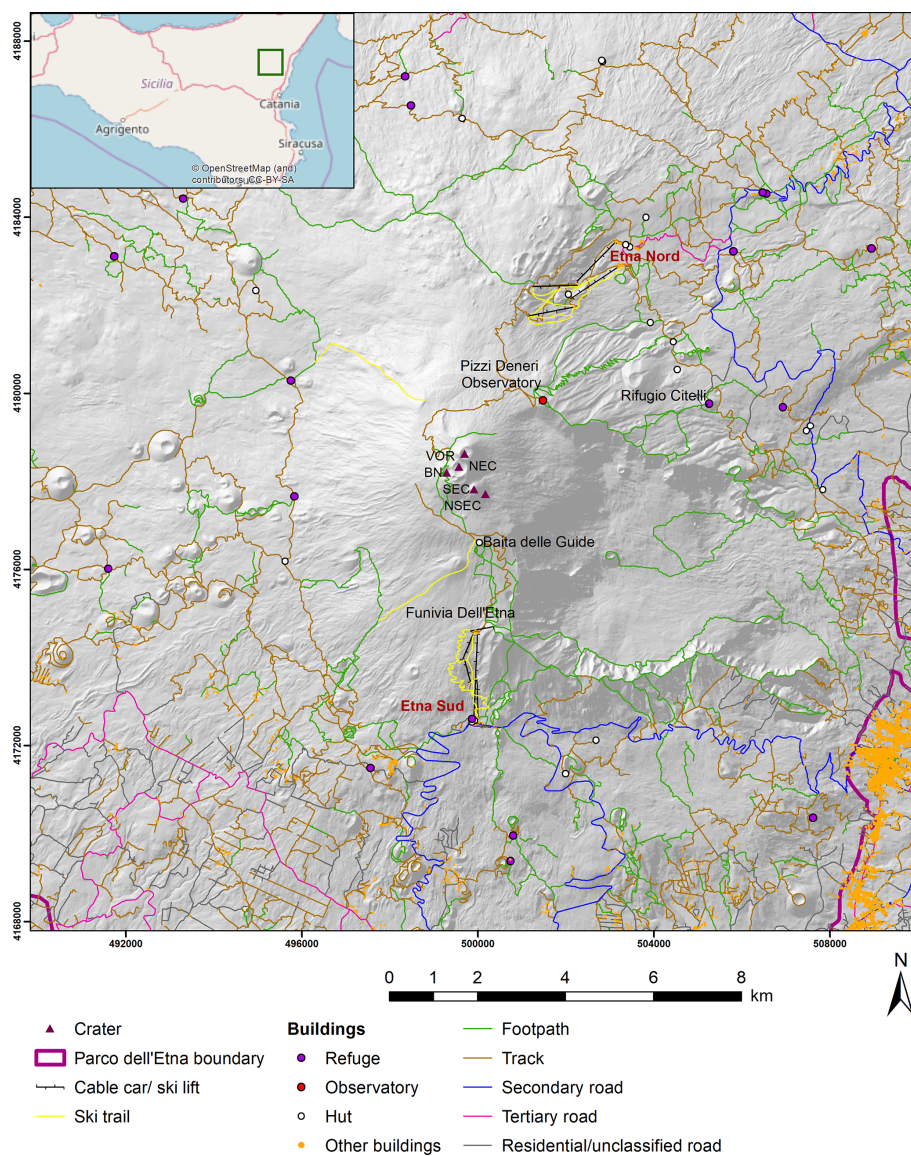 4188000
4184000
4180000
4176000
4172000
4168000
Sicilia
Catania
Agrigento
Siracusa
© OpenStreetMap (and)
contributors, CC-BY-SA
Etna Nord
Pizzi Deneri
Observatory
Rifugio Citelli
VOR
NEC
BN
SEC
NSEC
Baita delle Guide
Funivia Dell'Etna
Etna Sud
492000
496000
500000
504000
508000
N
0 1 2 4 6 8
km
Crater
Parco dell'Etna boundary
Cable car/ ski lift
Ski trail
Buildings
Refuge
Observatory
Hut
Other buildings
Footpath
Track
Secondary road
Tertiary road
Residential/unclassified road